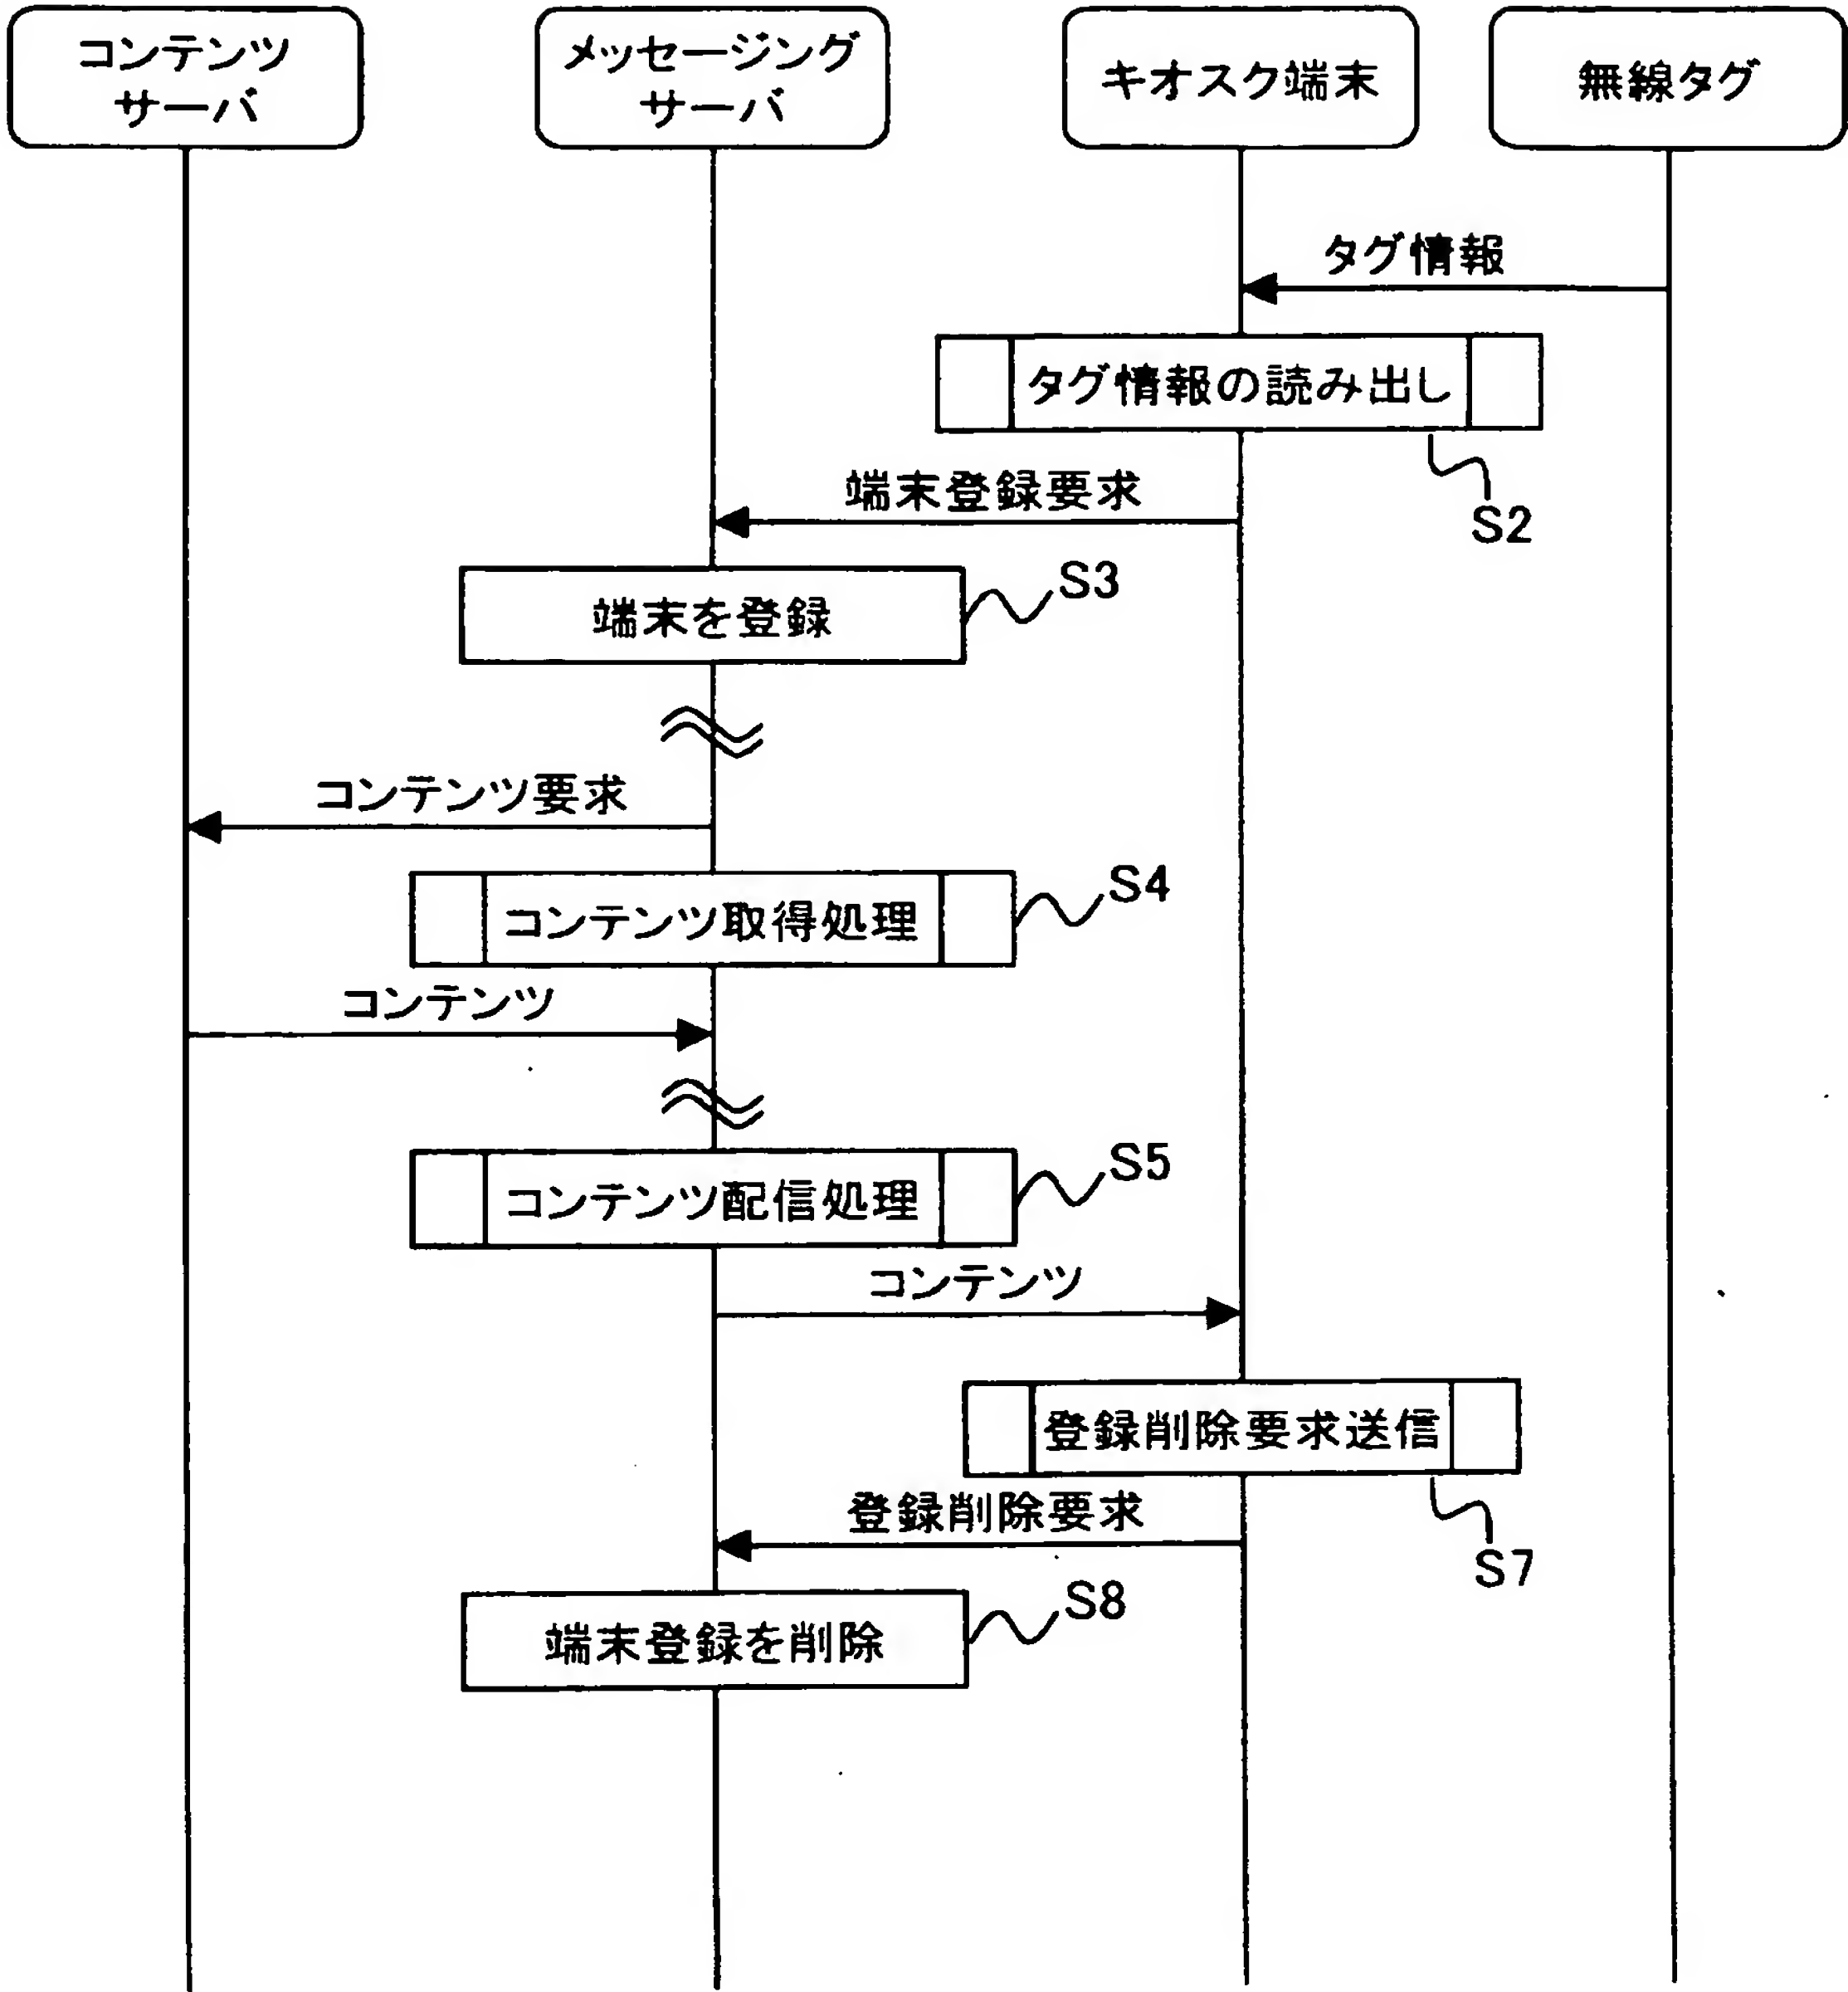 コンテンツ
サーバ
メッセージング
サーバ
キオスク端末
無線タグ
タグ情報
タグ情報の読み出し
S2
端末登録要求
端末を登録
S3
コンテンツ要求
コンテンツ取得処理
S4
コンテンツ
コンテンツ配信処理
S5
コンテンツ
登録削除要求送信
S7
登録削除要求
端末登録を削除
S8